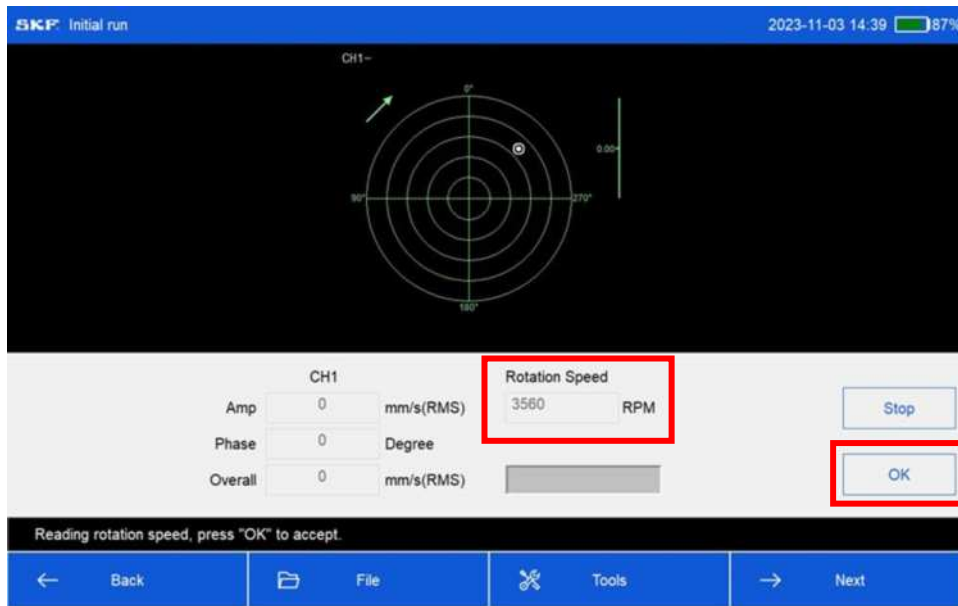 SKF. Initial run
2023-11-03 14:39 87%
CH1~
0°
0.00
90°
270°
180°
CH1
Rotation Speed
Amp 0 mm/s(RMS)
3560 RPM
Stop
Phase 0 Degree
Overall 0 mm/s(RMS)
OK
Reading rotation speed, press "OK" to accept.
Back
File
Tools
Next